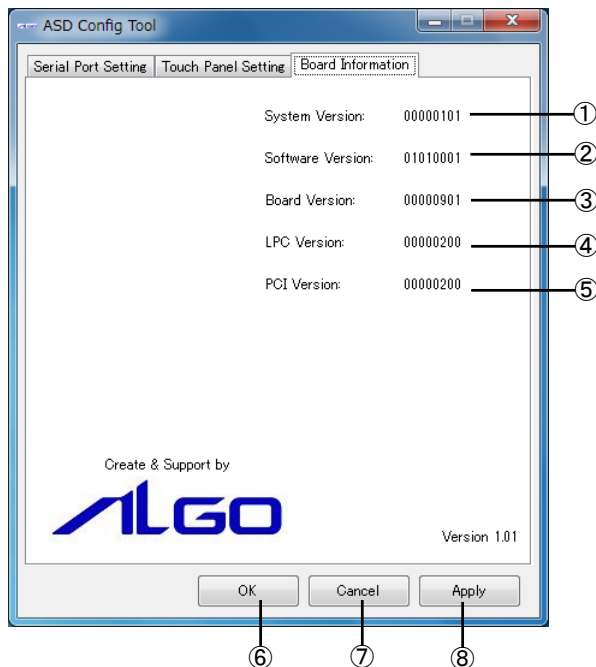 ASD Config Tool
Serial Port Setting Touch Panel Setting Board Information
System Version: 00000101 ①
Software Version: 01010001 ②
Board Version: 00000901 ③
LPC Version: 00000200 ④
PCI Version: 00000200 ⑤
Create & Support by
ALGO
Version 1.01
OK Cancel Apply
⑥ ⑦ ⑧